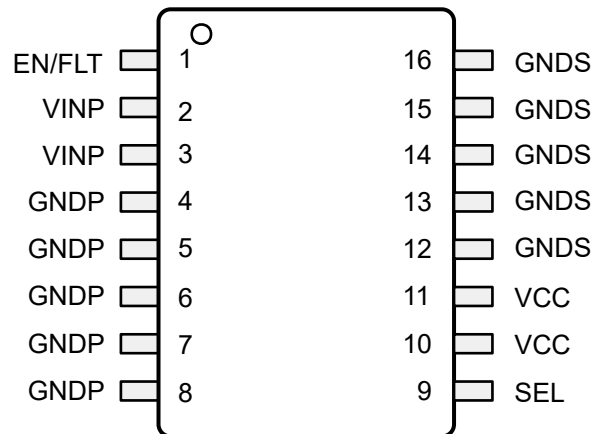 EN/FLT 1 16 GNDS
VINP 2 15 GNDS
VINP 3 14 GNDS
GNDP 4 13 GNDS
GNDP 5 12 GNDS
GNDP 6 11 VCC
GNDP 7 10 VCC
GNDP 8 9 SEL